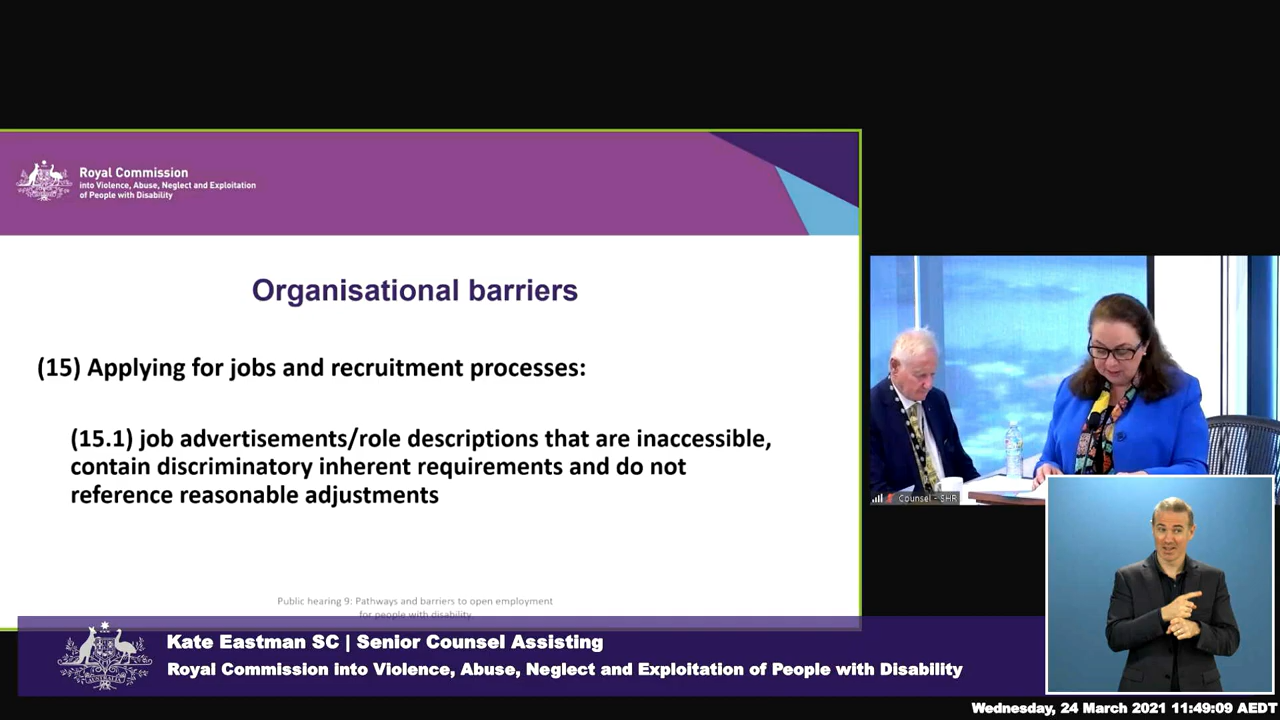 Royal Commission
into Violence, Abuse, Neglect and Exploitation
of People with Disability
Organisational barriers
(15) Applying for jobs and recruitment processes:
(15.1) job advertisements/role descriptions that are inaccessible,
contain discriminatory inherent requirements and do not
reference reasonable adjustments
Public hearing 9: Pathways and barriers to open employment
for people with disability
Counsel - SHR
Kate Eastman SC | Senior Counsel Assisting
Royal Commission into Violence, Abuse, Neglect and Exploitation of People with Disability
Wednesday, 24 March 2021 11:49:09 AEDT